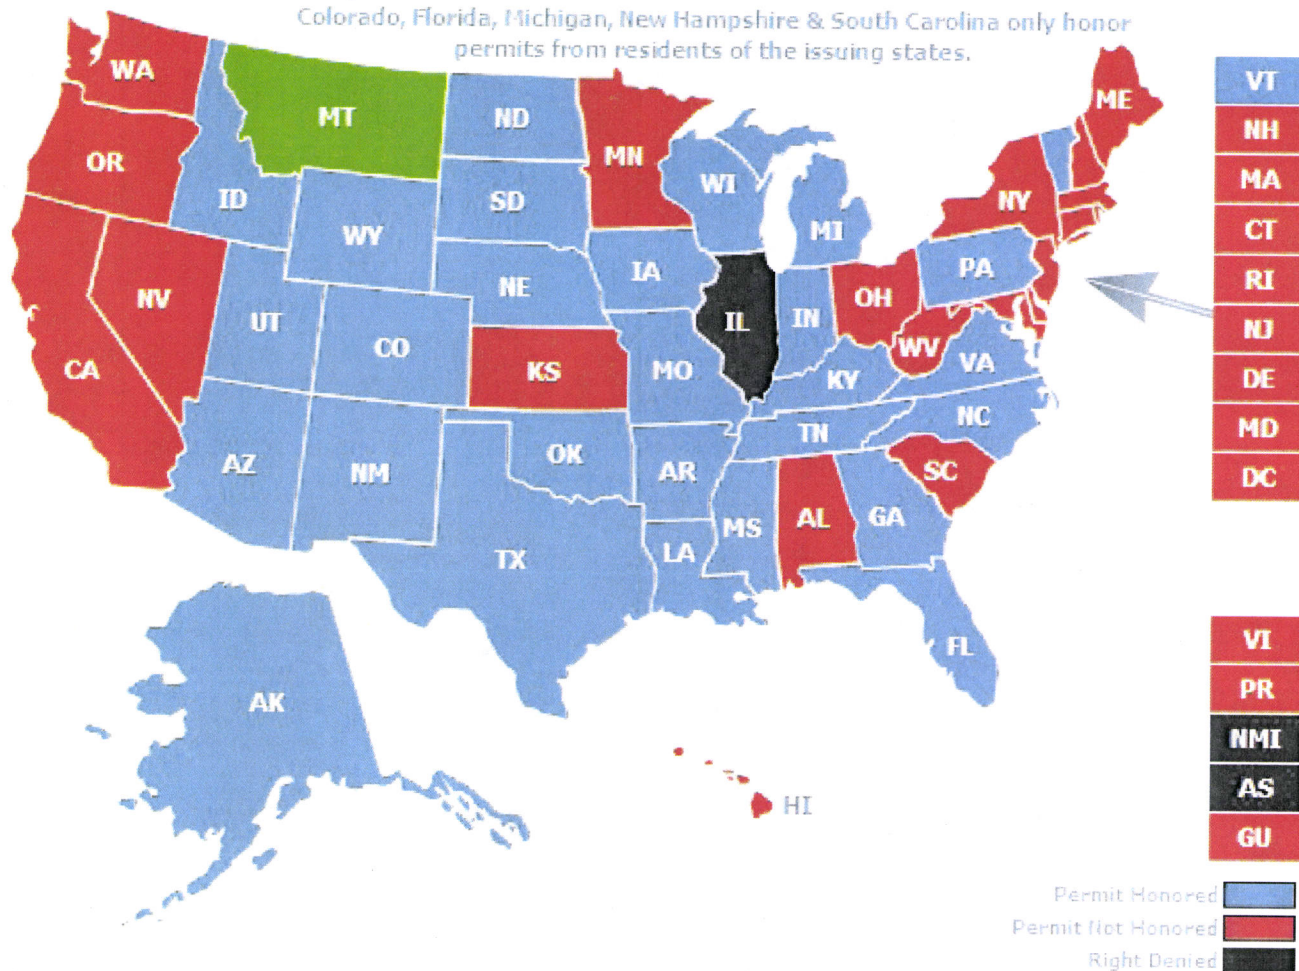 Colorado, Florida, Michigan, New Hampshire & South Carolina only honor
permits from residents of the issuing states.
WA
MT
ND
MN
ME
VT
OR
ID
SD
WI
NY
NH
WY
MI
MA
NV
NE
IA
PA
CT
UT
CO
IL
IN
OH
RI
CA
KS
MO
KY
WV
VA
NJ
AZ
NM
OK
AR
TN
NC
DE
TX
LA
MS
AL
GA
SC
MD
DC
FL
AK
HI
VI
PR
NMI
AS
GU
Permit Honored
Permit Not Honored
Right Denied